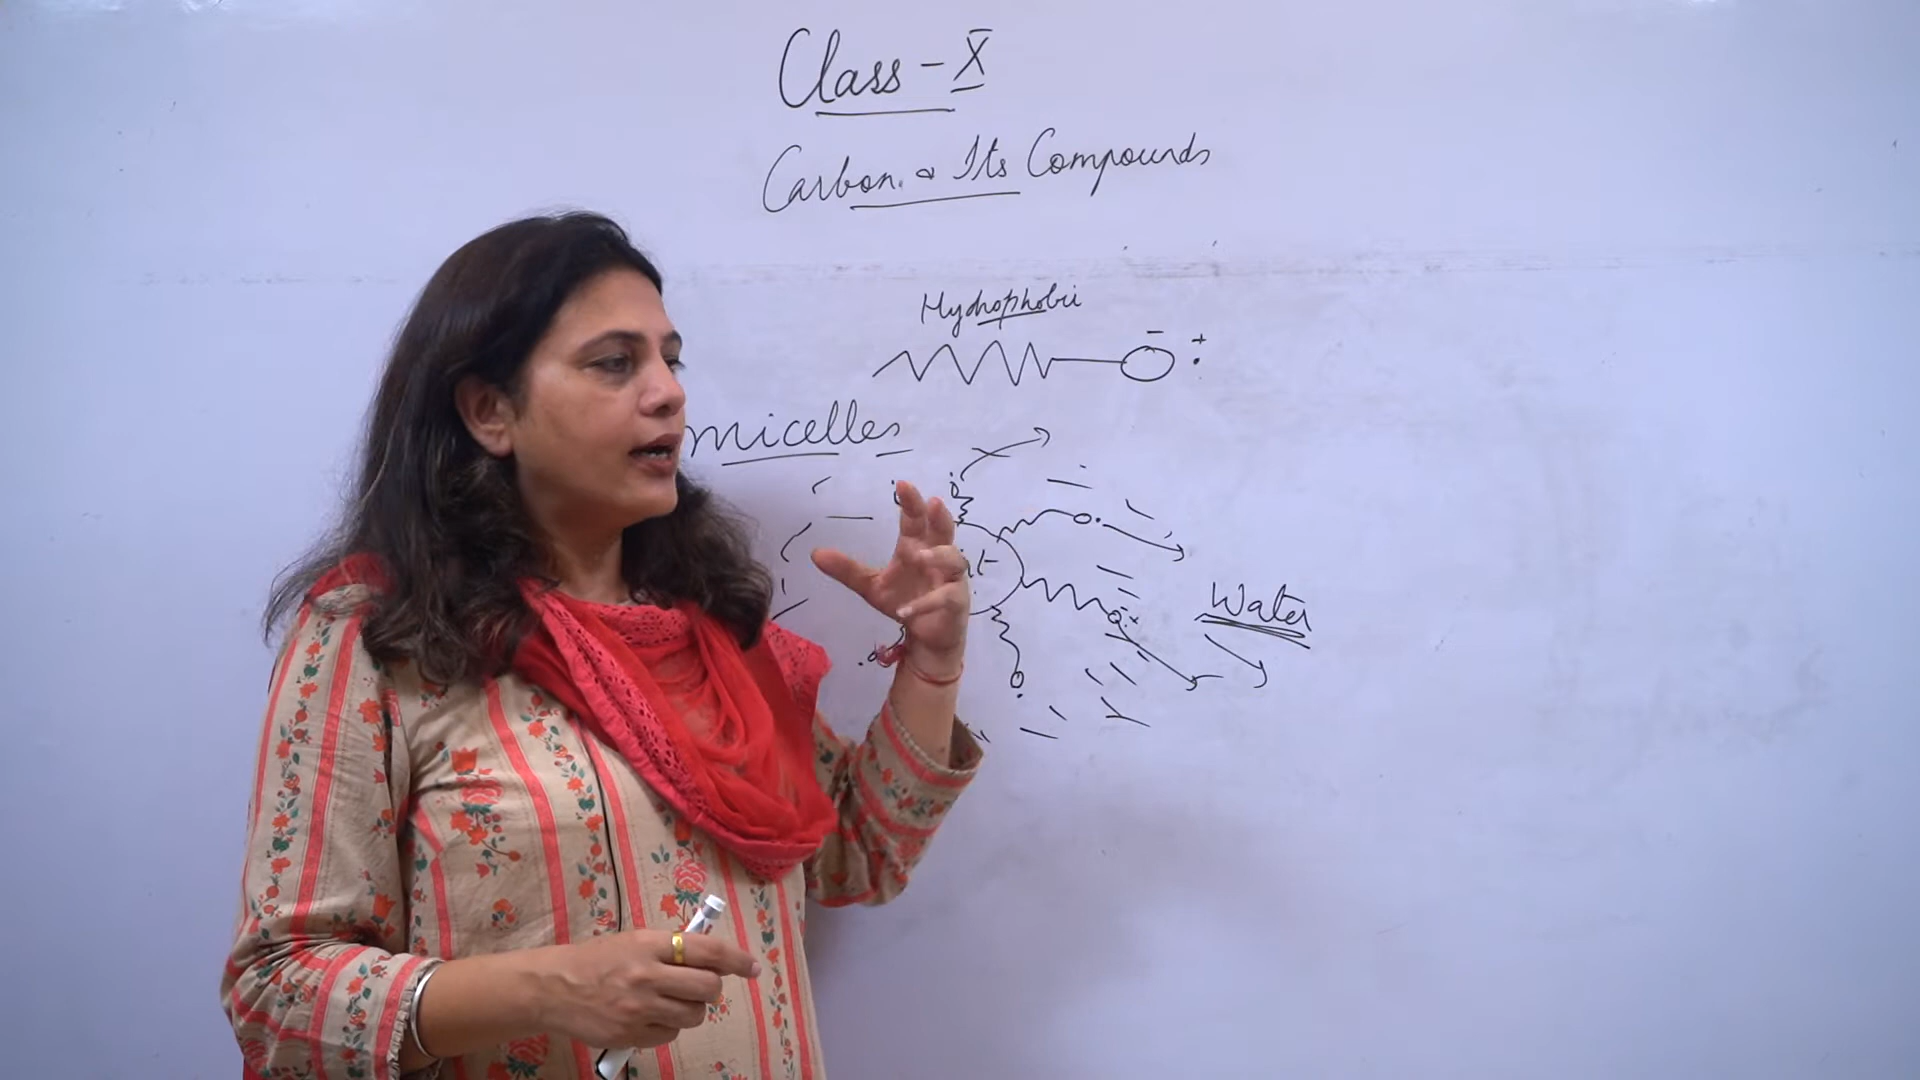 Class - X
Carbon & Its Compounds
Hydrophobic
micelles
Water